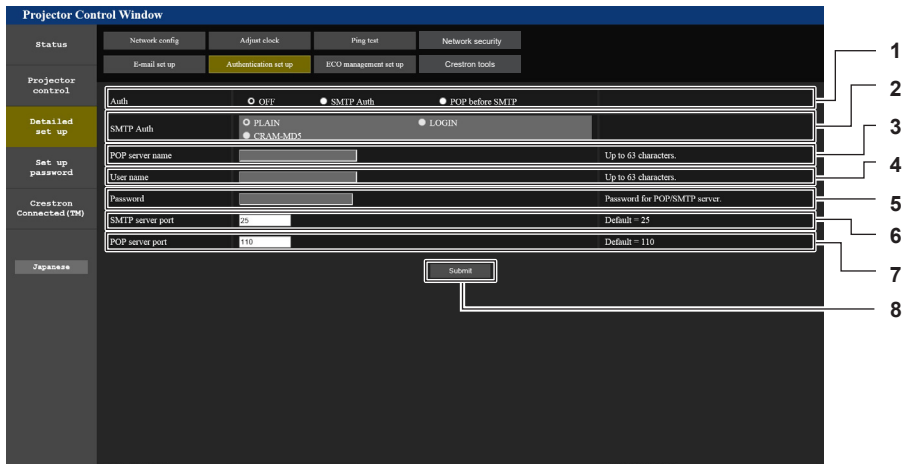 Projector Control Window
Status
Network config Adjust clock Ping test Network security
E-mail set up Authentication set up ECO management set up Crestron tools
Projector
control
Detailed
set up
Set up
password
Crestron
Connected(TM)
Japanese
Auth OFF SMTP Auth POP before SMTP
SMTP Auth PLAIN LOGIN
CRAM-MD5
POP server name Up to 63 characters.
User name Up to 63 characters.
Password Password for POP/SMTP server.
SMTP server port 25 Default = 25
POP server port 110 Default = 110
Submit
1
2
3
4
5
6
7
8